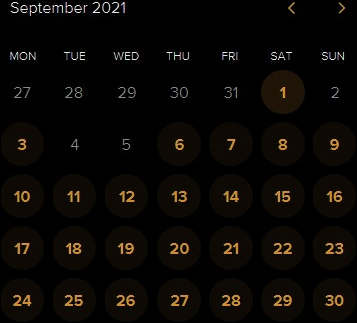 September 2021 < >
MON TUE WED THU FRI SAT SUN
27 28 29 30 31 1 2
3 4 5 6 7 8 9
10 11 12 13 14 15 16
17 18 19 20 21 22 23
24 25 26 27 28 29 30